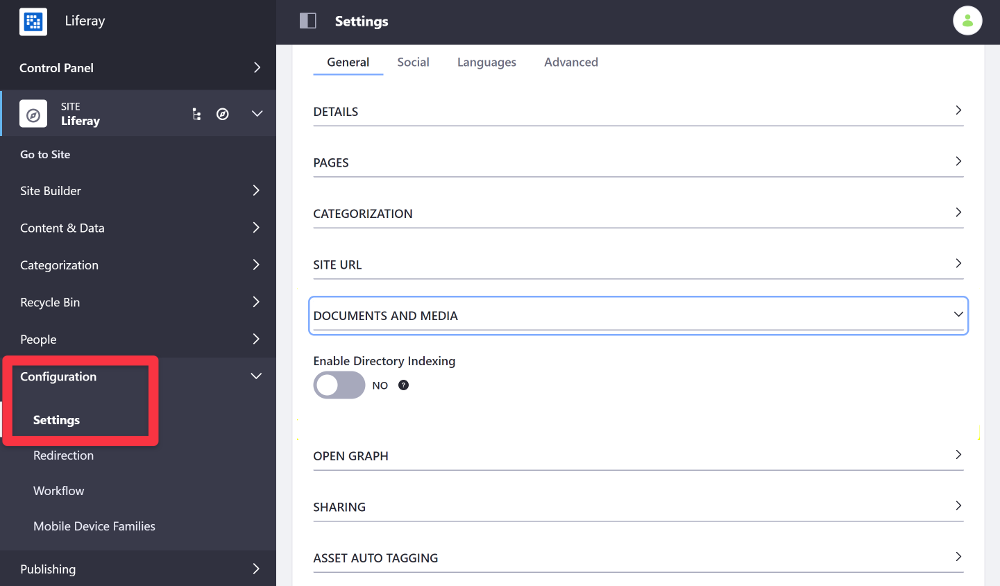 Liferay
Settings
Control Panel
SITE
Liferay
Go to Site
Site Builder
Content & Data
Categorization
Recycle Bin
People
Configuration
Settings
Redirection
Workflow
Mobile Device Families
Publishing
General Social Languages Advanced
DETAILS
PAGES
CATEGORIZATION
SITE URL
DOCUMENTS AND MEDIA
Enable Directory Indexing
NO ?
OPEN GRAPH
SHARING
ASSET AUTO TAGGING